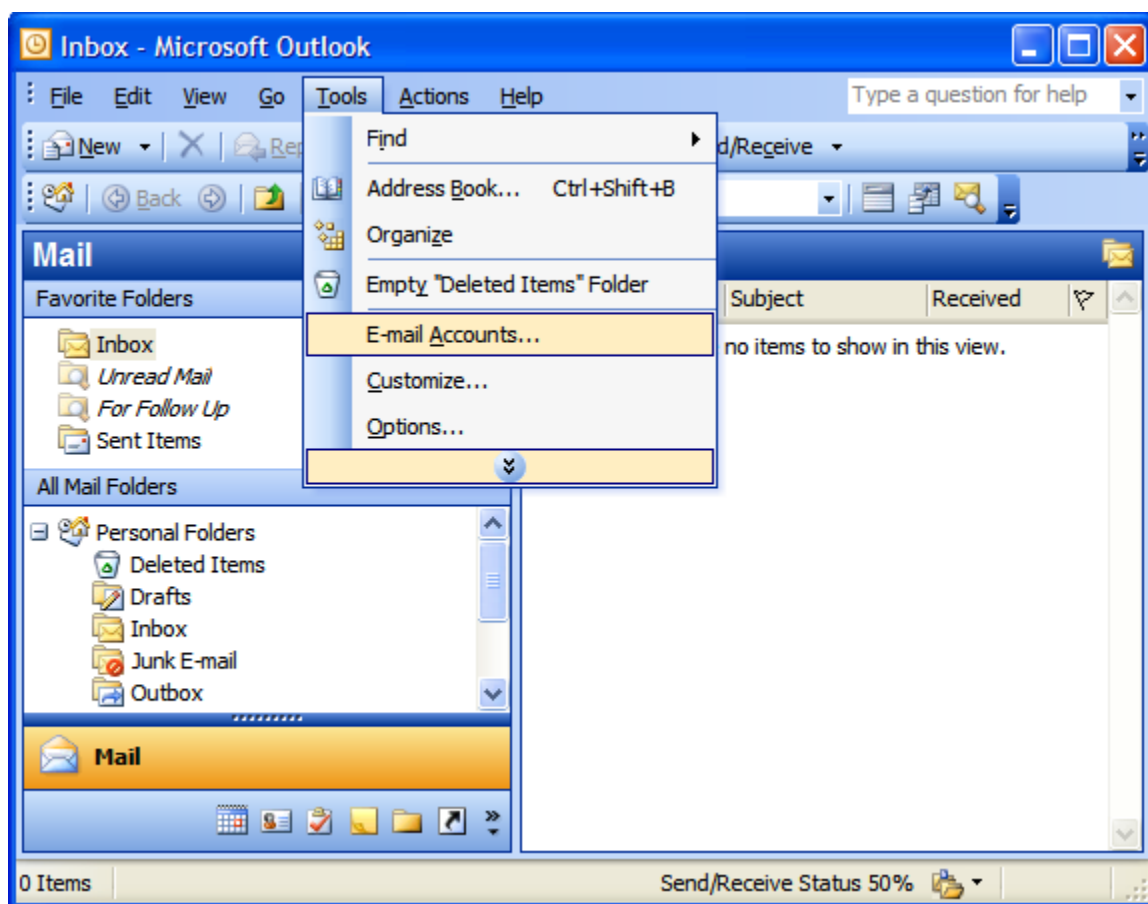 Inbox - Microsoft Outlook
File Edit View Go Tools Actions Help Type a question for help
New Rep d/Receive
Back
Find
Address Book... Ctrl+Shift+B
Organize
Empty "Deleted Items" Folder
E-mail Accounts...
Customize...
Options...
Mail
Favorite Folders
Inbox
Unread Mail
For Follow Up
Sent Items
All Mail Folders
Personal Folders
Deleted Items
Drafts
Inbox
Junk E-mail
Outbox
Mail
Subject Received
no items to show in this view.
0 Items Send/Receive Status 50%